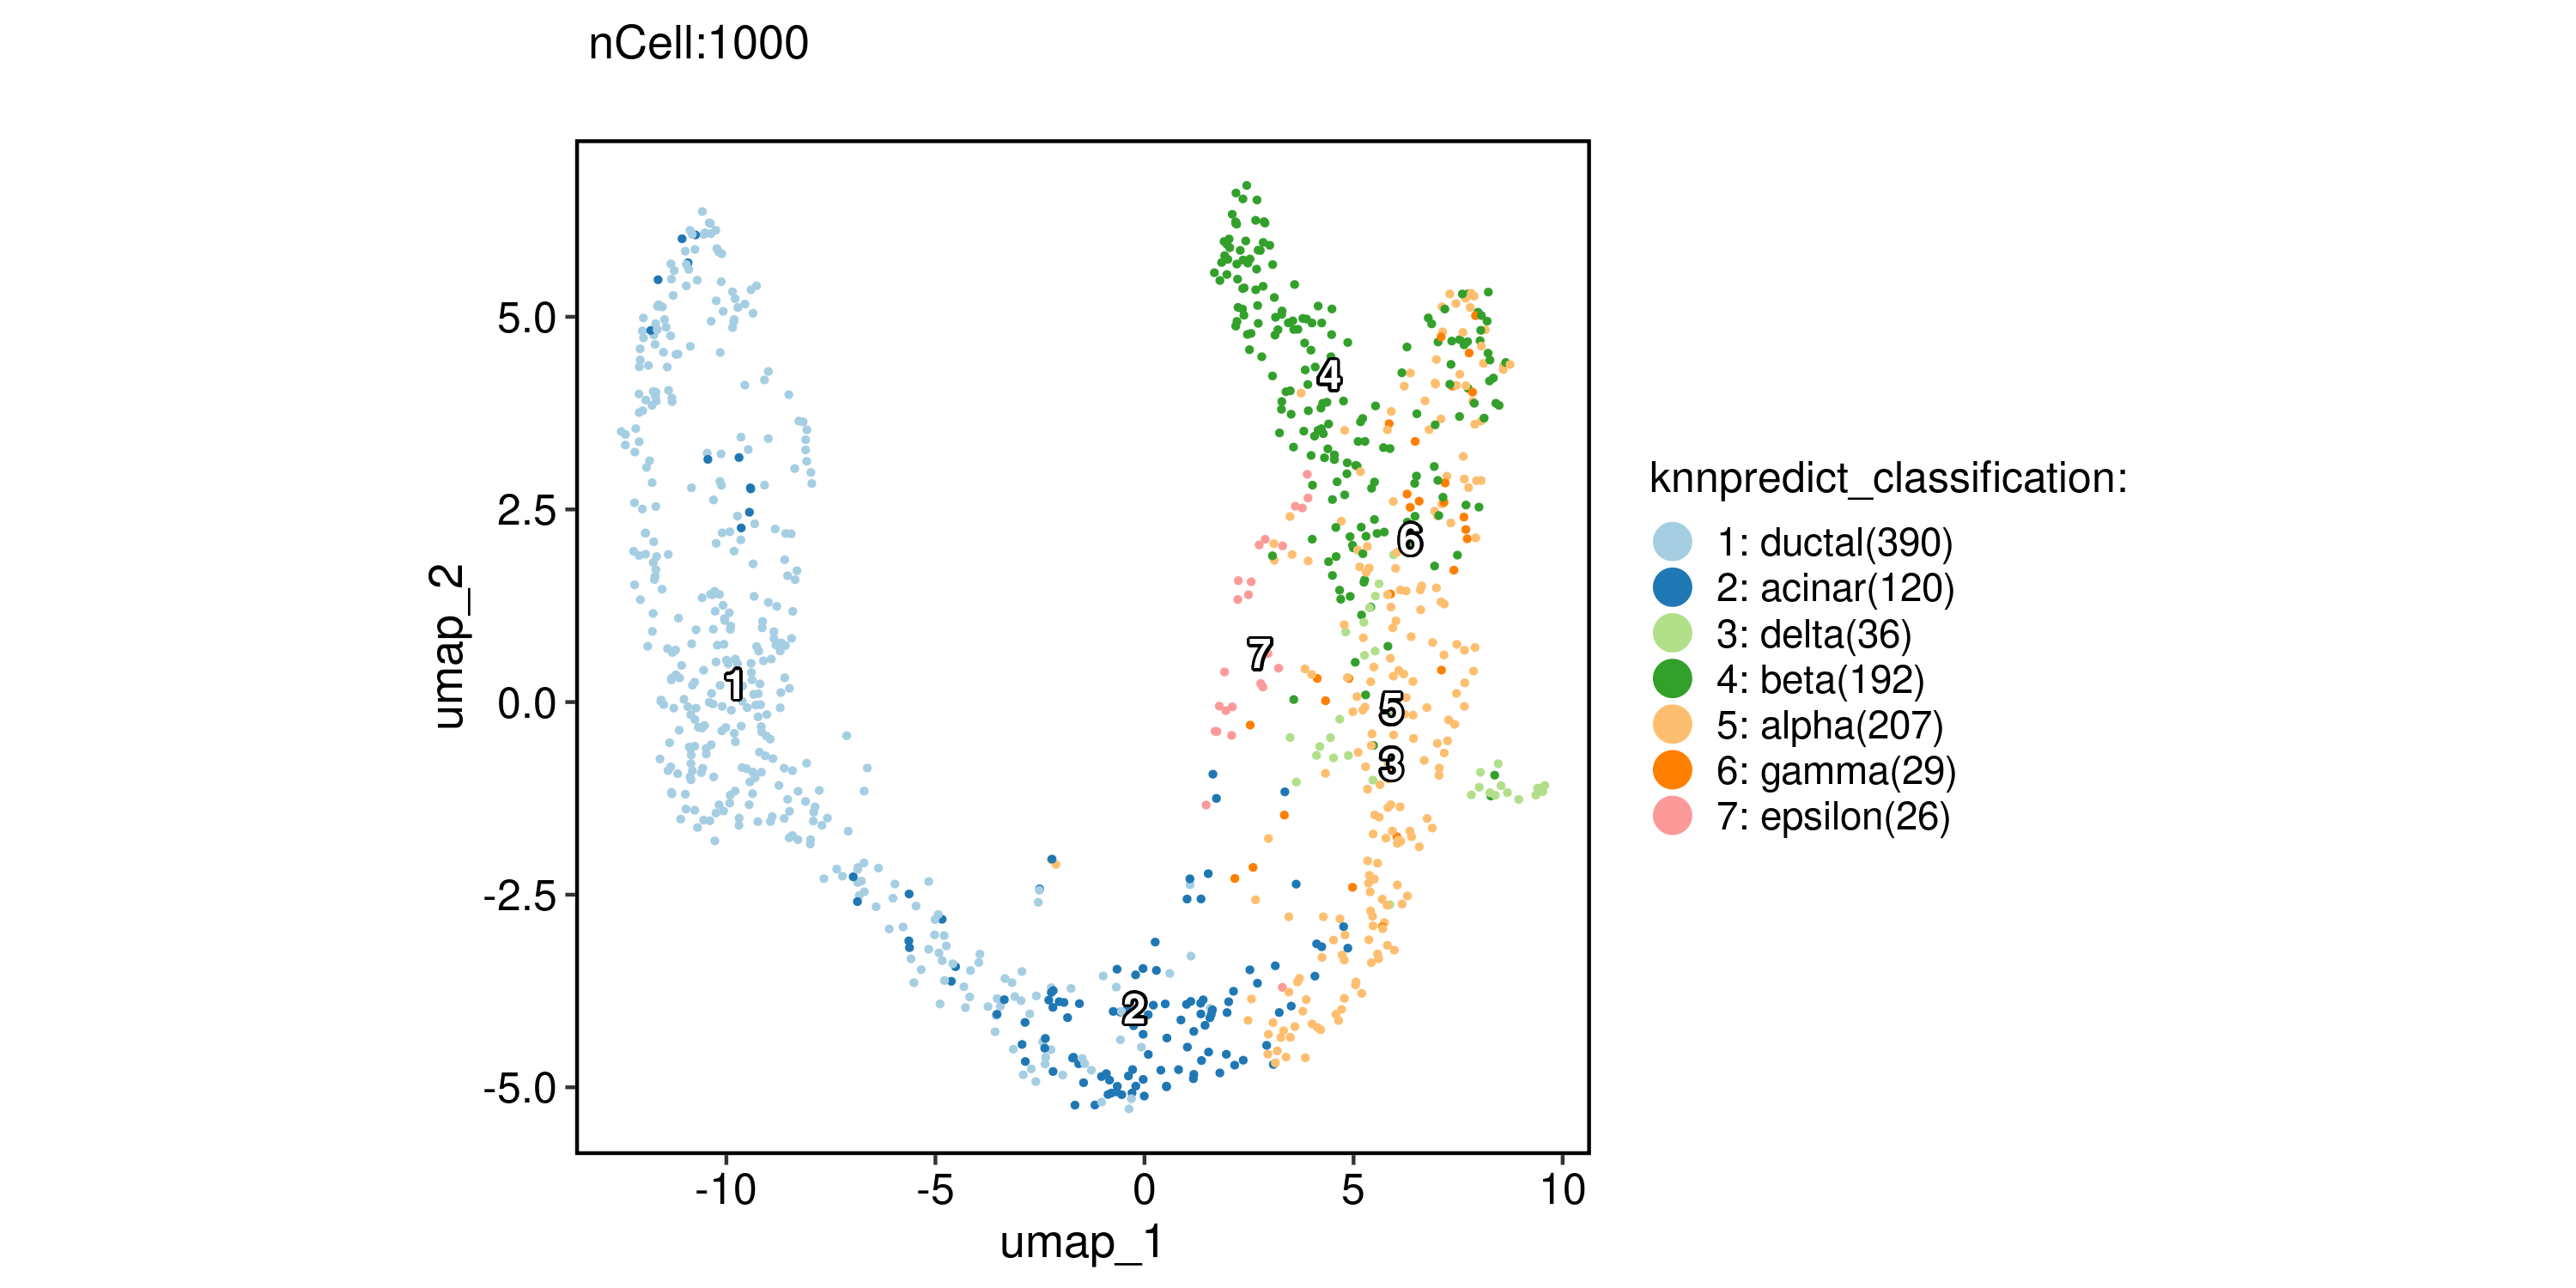 nCell:1000
umap_2
5.0
2.5
0.0
-2.5
-5.0
-10
-5
0
5
10
umap_1
1
2
3
4
5
6
7
knnpredict_classification:
1: ductal(390)
2: acinar(120)
3: delta(36)
4: beta(192)
5: alpha(207)
6: gamma(29)
7: epsilon(26)